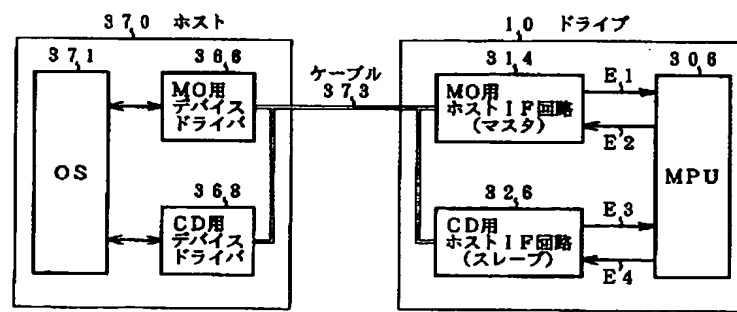 370 ホスト
371
OS
366
MO用
デバイス
ドライバ
368
CD用
デバイス
ドライバ
ケーブル
373
10 ドライブ
314
MO用
ホストIF回路
(マスタ)
326
CD用
ホストIF回路
(スレーブ)
E1
E2
E3
E4
306
MPU